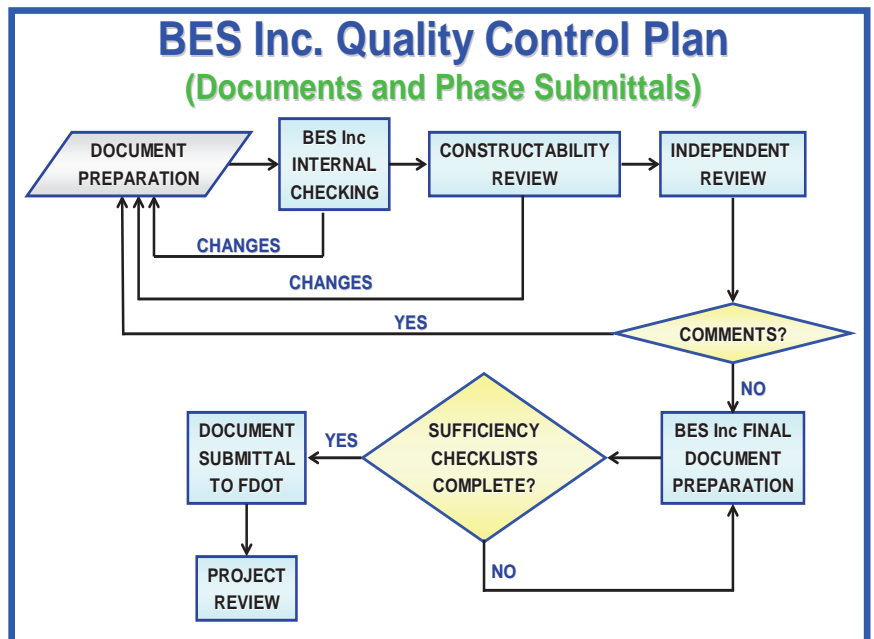 BES Inc. Quality Control Plan
(Documents and Phase Submittals)
DOCUMENT
PREPARATION
BES Inc
INTERNAL
CHECKING
CONSTRUCTABILITY
REVIEW
INDEPENDENT
REVIEW
CHANGES
CHANGES
YES
COMMENTS?
NO
DOCUMENT
SUBMITTAL
TO FDOT
YES
SUFFICIENCY
CHECKLISTS
COMPLETE?
BES Inc FINAL
DOCUMENT
PREPARATION
NO
PROJECT
REVIEW